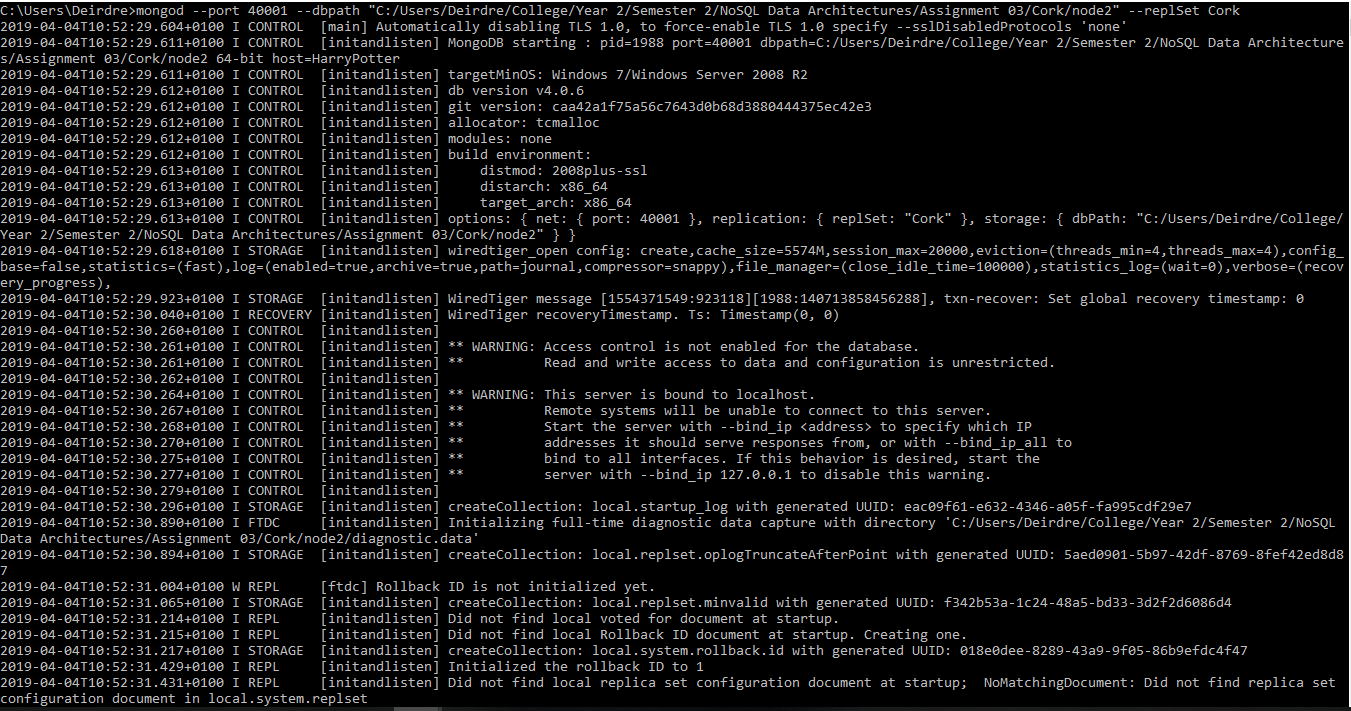 C:\Users\Deirdre>mongod --port 40001 --dbpath "C:/Users/Deirdre/College/Year 2/Semester 2/NoSQL Data Architectures/Assignment 03/Cork/node2" --replSet Cork
2019-04-04T10:52:29.604+0100 I CONTROL  [main] Automatically disabling TLS 1.0, to force-enable TLS 1.0 specify --sslDisabledProtocols 'none'
2019-04-04T10:52:29.611+0100 I CONTROL  [initandlisten] MongoDB starting : pid=1988 port=40001 dbpath=C:/Users/Deirdre/College/Year 2/Semester 2/NoSQL Data Architecture
s/Assignment 03/Cork/node2 64-bit host=HarryPotter
2019-04-04T10:52:29.611+0100 I CONTROL  [initandlisten] targetMinOS: Windows 7/Windows Server 2008 R2
2019-04-04T10:52:29.612+0100 I CONTROL  [initandlisten] db version v4.0.6
2019-04-04T10:52:29.612+0100 I CONTROL  [initandlisten] git version: caa42a1f75a56c7643d0b68d3880444375ec42e3
2019-04-04T10:52:29.612+0100 I CONTROL  [initandlisten] allocator: tcmalloc
2019-04-04T10:52:29.612+0100 I CONTROL  [initandlisten] modules: none
2019-04-04T10:52:29.612+0100 I CONTROL  [initandlisten] build environment:
2019-04-04T10:52:29.613+0100 I CONTROL  [initandlisten]     distmod: 2008plus-ssl
2019-04-04T10:52:29.613+0100 I CONTROL  [initandlisten]     distarch: x86_64
2019-04-04T10:52:29.613+0100 I CONTROL  [initandlisten]     target_arch: x86_64
2019-04-04T10:52:29.613+0100 I CONTROL  [initandlisten] options: { net: { port: 40001 }, replication: { replSet: "Cork" }, storage: { dbPath: "C:/Users/Deirdre/College/
Year 2/Semester 2/NoSQL Data Architectures/Assignment 03/Cork/node2" } }
2019-04-04T10:52:29.618+0100 I STORAGE  [initandlisten] wiredtiger_open config: create,cache_size=5574M,session_max=20000,eviction=(threads_min=4,threads_max=4),config_
base=false,statistics=(fast),log=(enabled=true,archive=true,path=journal,compressor=snappy),file_manager=(close_idle_time=100000),statistics_log=(wait=0),verbose=(recov
ery_progress),
2019-04-04T10:52:29.923+0100 I STORAGE  [initandlisten] WiredTiger message [1554371549:923118][1988:140713858456288], txn-recover: Set global recovery timestamp: 0
2019-04-04T10:52:30.040+0100 I RECOVERY [initandlisten] WiredTiger recoveryTimestamp. Ts: Timestamp(0, 0)
2019-04-04T10:52:30.260+0100 I CONTROL  [initandlisten]
2019-04-04T10:52:30.261+0100 I CONTROL  [initandlisten] ** WARNING: Access control is not enabled for the database.
2019-04-04T10:52:30.261+0100 I CONTROL  [initandlisten] **          Read and write access to data and configuration is unrestricted.
2019-04-04T10:52:30.262+0100 I CONTROL  [initandlisten]
2019-04-04T10:52:30.264+0100 I CONTROL  [initandlisten] ** WARNING: This server is bound to localhost.
2019-04-04T10:52:30.267+0100 I CONTROL  [initandlisten] **          Remote systems will be unable to connect to this server.
2019-04-04T10:52:30.268+0100 I CONTROL  [initandlisten] **          Start the server with --bind_ip <address> to specify which IP
2019-04-04T10:52:30.270+0100 I CONTROL  [initandlisten] **          addresses it should serve responses from, or with --bind_ip_all to
2019-04-04T10:52:30.275+0100 I CONTROL  [initandlisten] **          bind to all interfaces. If this behavior is desired, start the
2019-04-04T10:52:30.277+0100 I CONTROL  [initandlisten] **          server with --bind_ip 127.0.0.1 to disable this warning.
2019-04-04T10:52:30.279+0100 I CONTROL  [initandlisten]
2019-04-04T10:52:30.296+0100 I STORAGE  [initandlisten] createCollection: local.startup_log with generated UUID: eac09f61-e632-4346-a05f-fa995cdf29e7
2019-04-04T10:52:30.890+0100 I FTDC     [initandlisten] Initializing full-time diagnostic data capture with directory 'C:/Users/Deirdre/College/Year 2/Semester 2/NoSQL
Data Architectures/Assignment 03/Cork/node2/diagnostic.data'
2019-04-04T10:52:30.894+0100 I STORAGE  [initandlisten] createCollection: local.replset.oplogTruncateAfterPoint with generated UUID: 5aed0901-5b97-42df-8769-8fef42ed8d8
7
2019-04-04T10:52:31.004+0100 W REPL     [ftdc] Rollback ID is not initialized yet.
2019-04-04T10:52:31.065+0100 I STORAGE  [initandlisten] createCollection: local.replset.minvalid with generated UUID: f342b53a-1c24-48a5-bd33-3d2f2d6086d4
2019-04-04T10:52:31.214+0100 I REPL     [initandlisten] Did not find local voted for document at startup.
2019-04-04T10:52:31.215+0100 I REPL     [initandlisten] Did not find local Rollback ID document at startup. Creating one.
2019-04-04T10:52:31.217+0100 I STORAGE  [initandlisten] createCollection: local.system.rollback.id with generated UUID: 018e0dee-8289-43a9-9f05-86b9efdc4f47
2019-04-04T10:52:31.429+0100 I REPL     [initandlisten] Initialized the rollback ID to 1
2019-04-04T10:52:31.431+0100 I REPL     [initandlisten] Did not find local replica set configuration document at startup;  NoMatchingDocument: Did not find replica set
configuration document in local.system.replset